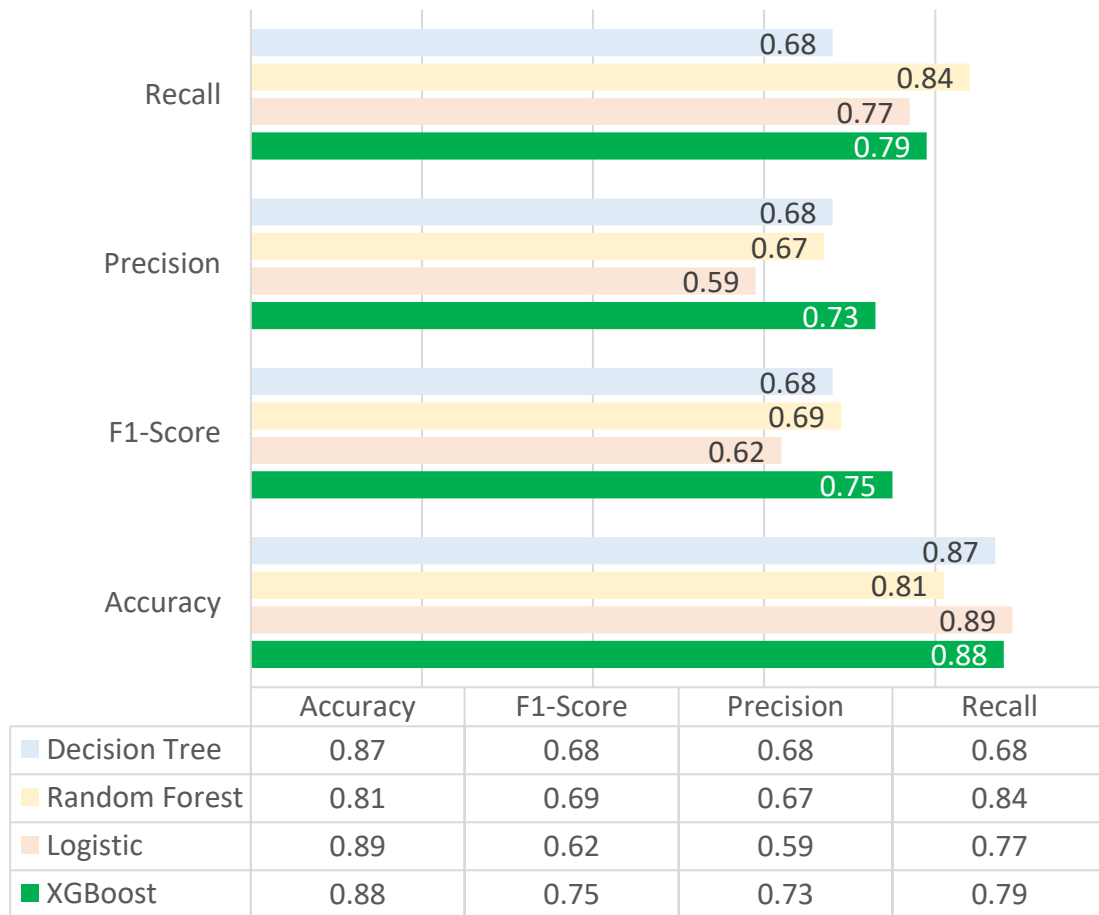 0.68
0.84
Recall
0.77
0.79
0.68
0.67
Precision
0.59
0.73
0.68
0.69
F1-Score
0.62
0.75
0.87
0.81
Accuracy
0.89
0.88
Accuracy F1-Score Precision Recall
Decision Tree 0.87 0.68 0.68 0.68
Random Forest 0.81 0.69 0.67 0.84
Logistic 0.89 0.62 0.59 0.77
XGBoost 0.88 0.75 0.73 0.79